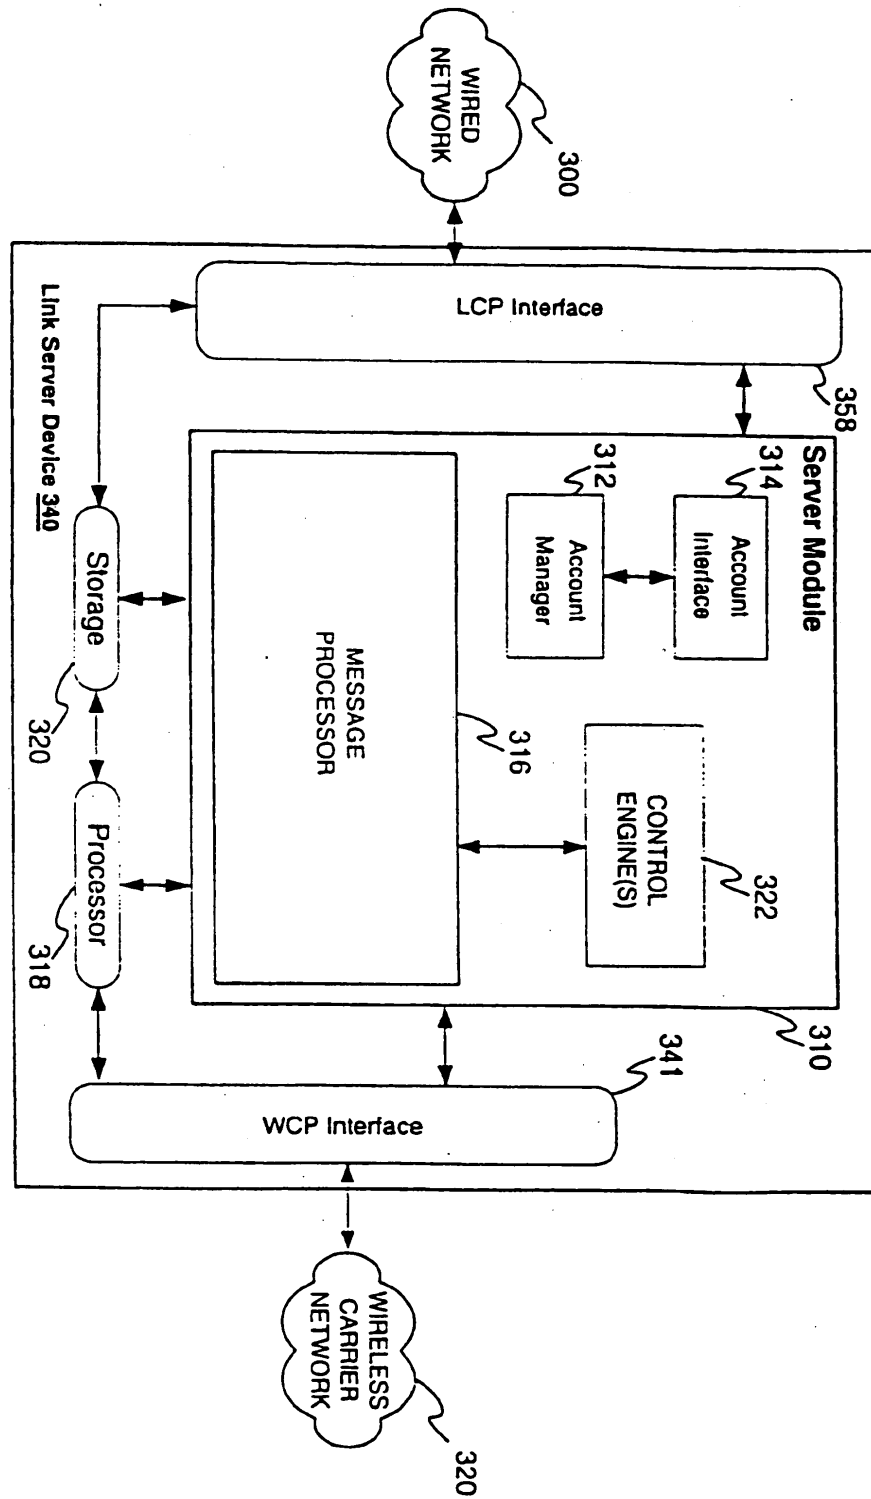 WIRED
NETWORK
300
LCP Interface
358
Server Module
310
314
Account
Interface
312
Account
Manager
CONTROL
ENGINE(S)
322
316
MESSAGE
PROCESSOR
Storage
320
Processor
318
Link Server Device 340
341
WCP Interface
WIRELESS
CARRIER
NETWORK
320